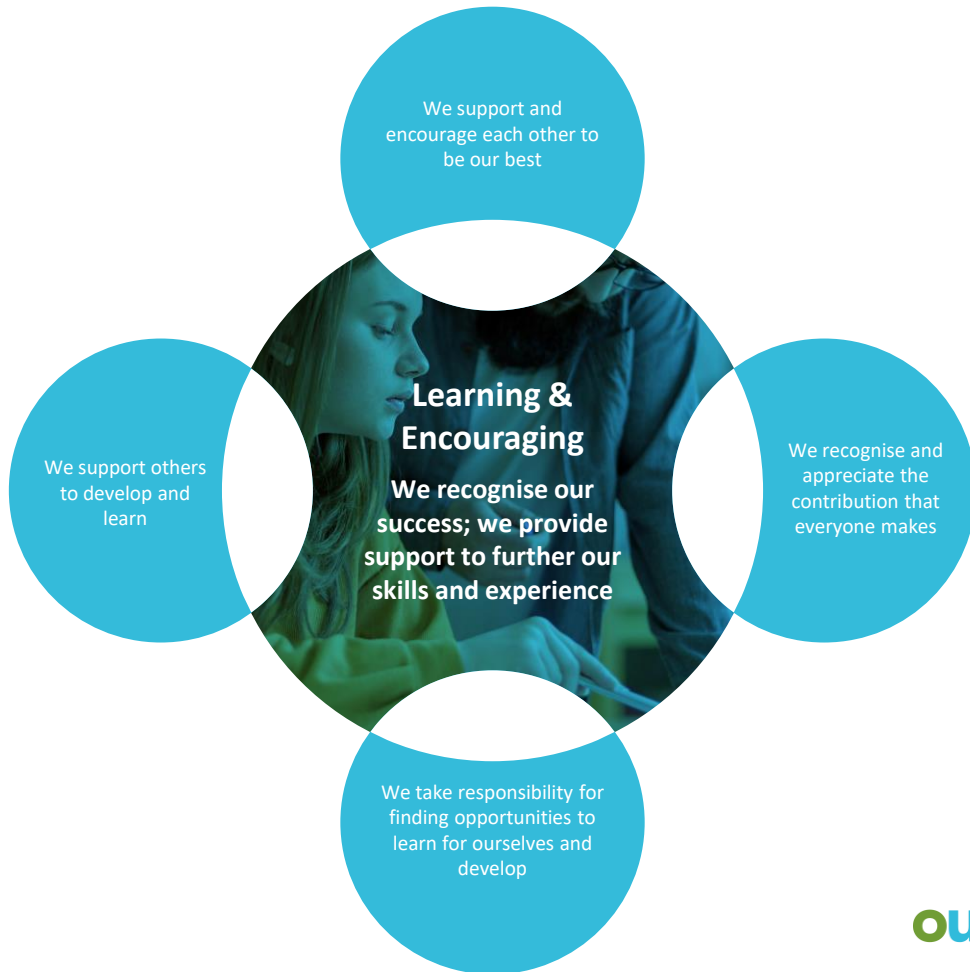 We support and
encourage each other to
be our best
Learning &
Encouraging
We recognise our
success; we provide
support to further our
skills and experience
We support others
to develop and
learn
We recognise and
appreciate the
contribution that
everyone makes
We take responsibility for
finding opportunities to
learn for ourselves and
develop
ou